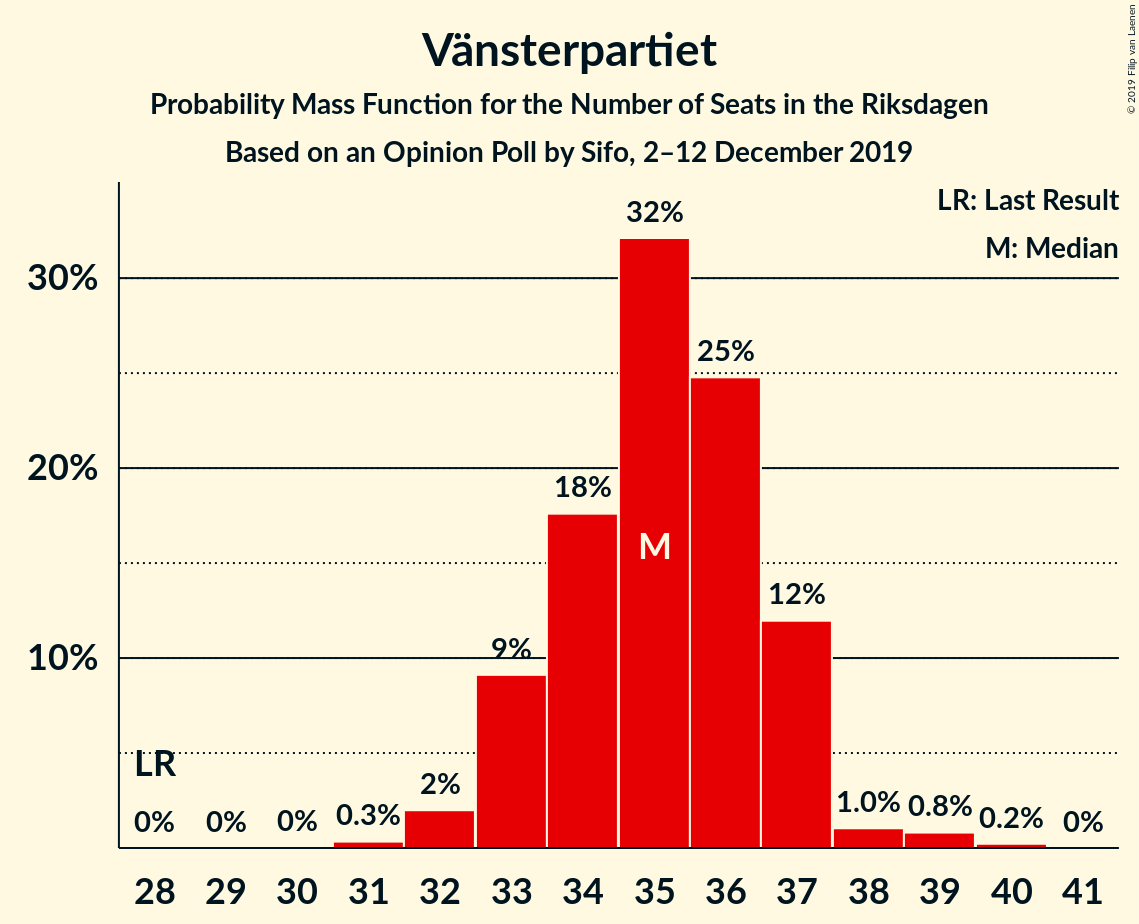 Vänsterpartiet
Probability Mass Function for the Number of Seats in the Riksdagen
Based on an Opinion Poll by Sifo, 2–12 December 2019
© 2019 Filip van Laenen
LR: Last Result
M: Median
32%
30%
25%
20%
18%
M
12%
10%
9%
LR
0% 0% 0% 0.3% 2% 1.0% 0.8% 0.2% 0%
28 29 30 31 32 33 34 35 36 37 38 39 40 41